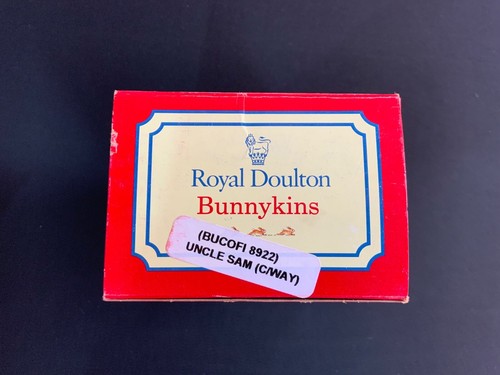 Royal Doulton
Bunnykins
(BUCOFI 8922)
UNCLE SAM (C/WAY)